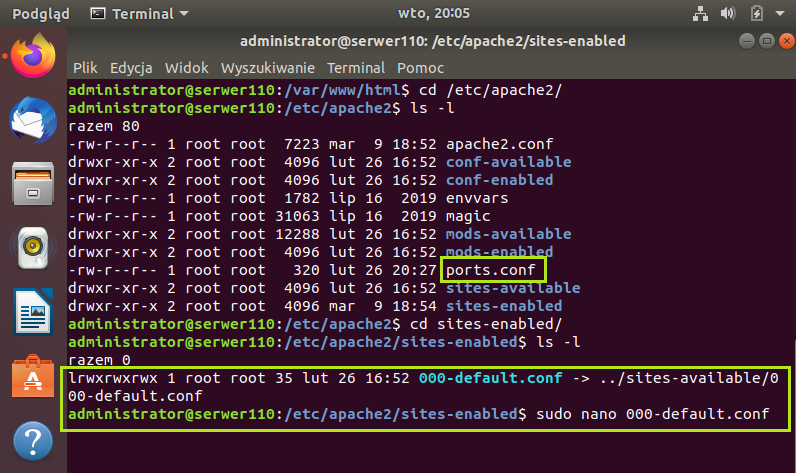 Podgląd Terminal wto, 20:05
administrator@serwer110: /etc/apache2/sites-enabled
Plik Edycja Widok Wyszukiwanie Terminal Pomoc
administrator@serwer110:/var/www/html$ cd /etc/apache2/
administrator@serwer110:/etc/apache2$ ls -l
razem 80
-rw-r--r-- 1 root root  7223 mar  9 18:52 apache2.conf
drwxr-xr-x 2 root root  4096 lut 26 16:52 conf-available
drwxr-xr-x 2 root root  4096 lut 26 16:52 conf-enabled
-rw-r--r-- 1 root root  1782 lip 16  2019 envvars
-rw-r--r-- 1 root root 31063 lip 16  2019 magic
drwxr-xr-x 2 root root 12288 lut 26 16:52 mods-available
drwxr-xr-x 2 root root  4096 lut 26 16:52 mods-enabled
-rw-r--r-- 1 root root   320 lut 26 20:27 ports.conf
drwxr-xr-x 2 root root  4096 lut 26 16:52 sites-available
drwxr-xr-x 2 root root  4096 mar  9 18:54 sites-enabled
administrator@serwer110:/etc/apache2$ cd sites-enabled/
administrator@serwer110:/etc/apache2/sites-enabled$ ls -l
razem 0
lrwxrwxrwx 1 root root 35 lut 26 16:52 000-default.conf -> ../sites-available/0
00-default.conf
administrator@serwer110:/etc/apache2/sites-enabled$ sudo nano 000-default.conf